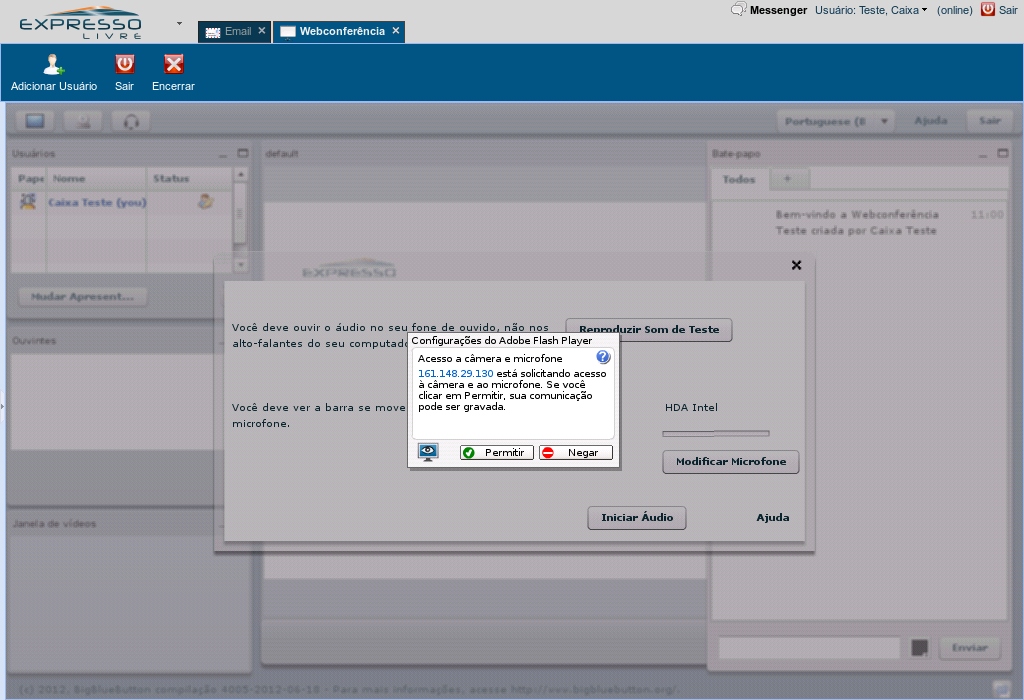 EXPRESSO
LIVRE
Email
Webconferência
Messenger
Usuário: Teste, Caixa
(online)
Sair
Adicionar Usuário
Sair
Encerrar
Portuguese (B
Ajuda
Sair
Usuários
default
Bate-papo
Pape
Nome
Status
Todos
+
Caixa Teste (you)
Bem-vindo a Webconferência
11:00
Teste criada por Caixa Teste
EXPRESSO
Mudar Apresent...
Você deve ouvir o áudio no seu fone de ouvido, não nos
alto-falantes do seu computado
Reproduzir Som de Teste
Ouvintes
Configurações do Adobe Flash Player
Acesso a câmera e microfone
161.148.29.130 está solicitando acesso
à câmera e ao microfone. Se você
clicar em Permitir, sua comunicação
pode ser gravada.
Permitir
Negar
Você deve ver a barra se move
microfone.
HDA Intel
Modificar Microfone
Iniciar Áudio
Ajuda
Janela de vídeos
Enviar
(c) 2012, BigBlueButton compilação 4005-2012-06-18 - Para mais informações, acesse http://www.bigbluebutton.org/.